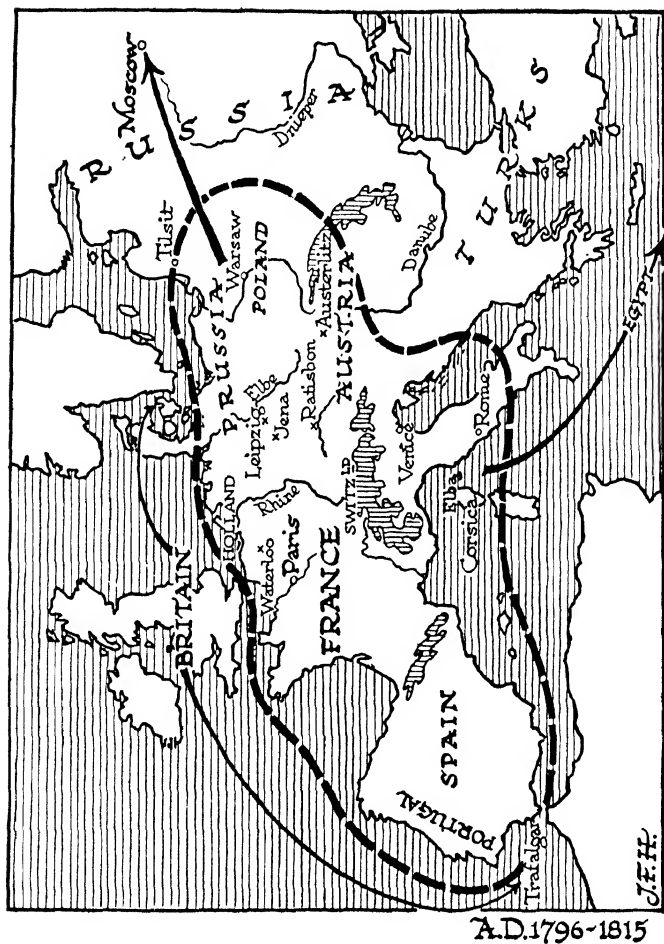 Moscow
RUSSIA
Dnieper
Tilsit
Warsaw
POLAND
PRUSSIA
Austerlitz
AUSTRIA
Danube
TURKS
Elbe
Leipzig
Jena
Ratisbon
HOLLAND
Rhine
SWITZLD
Venice
Rome
EGYPT
BRITAIN
Waterloo
Paris
FRANCE
Elba
Corsica
SPAIN
PORTUGAL
Trafalgar
J.F.H.
A.D.1796-1815